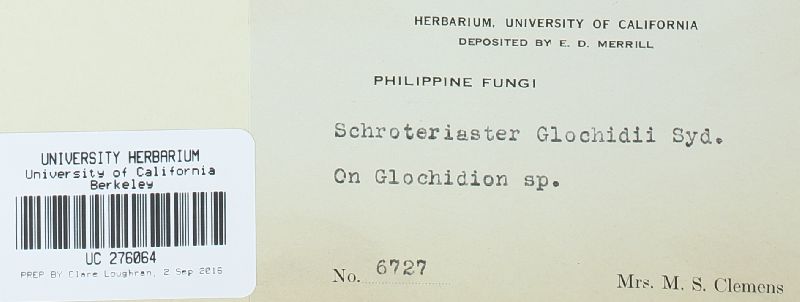 HERBARIUM, UNIVERSITY OF CALIFORNIA
DEPOSITED BY E. D. MERRILL
PHILIPPINE FUNGI
Schroteriaster Glochidii Syd.
On Glochidion sp.
No. 6727
Mrs. M. S. Clemens
UNIVERSITY HERBARIUM
University of California
Berkeley
UC 276064
PREP BY Clare Loughran, 2 Sep 2016